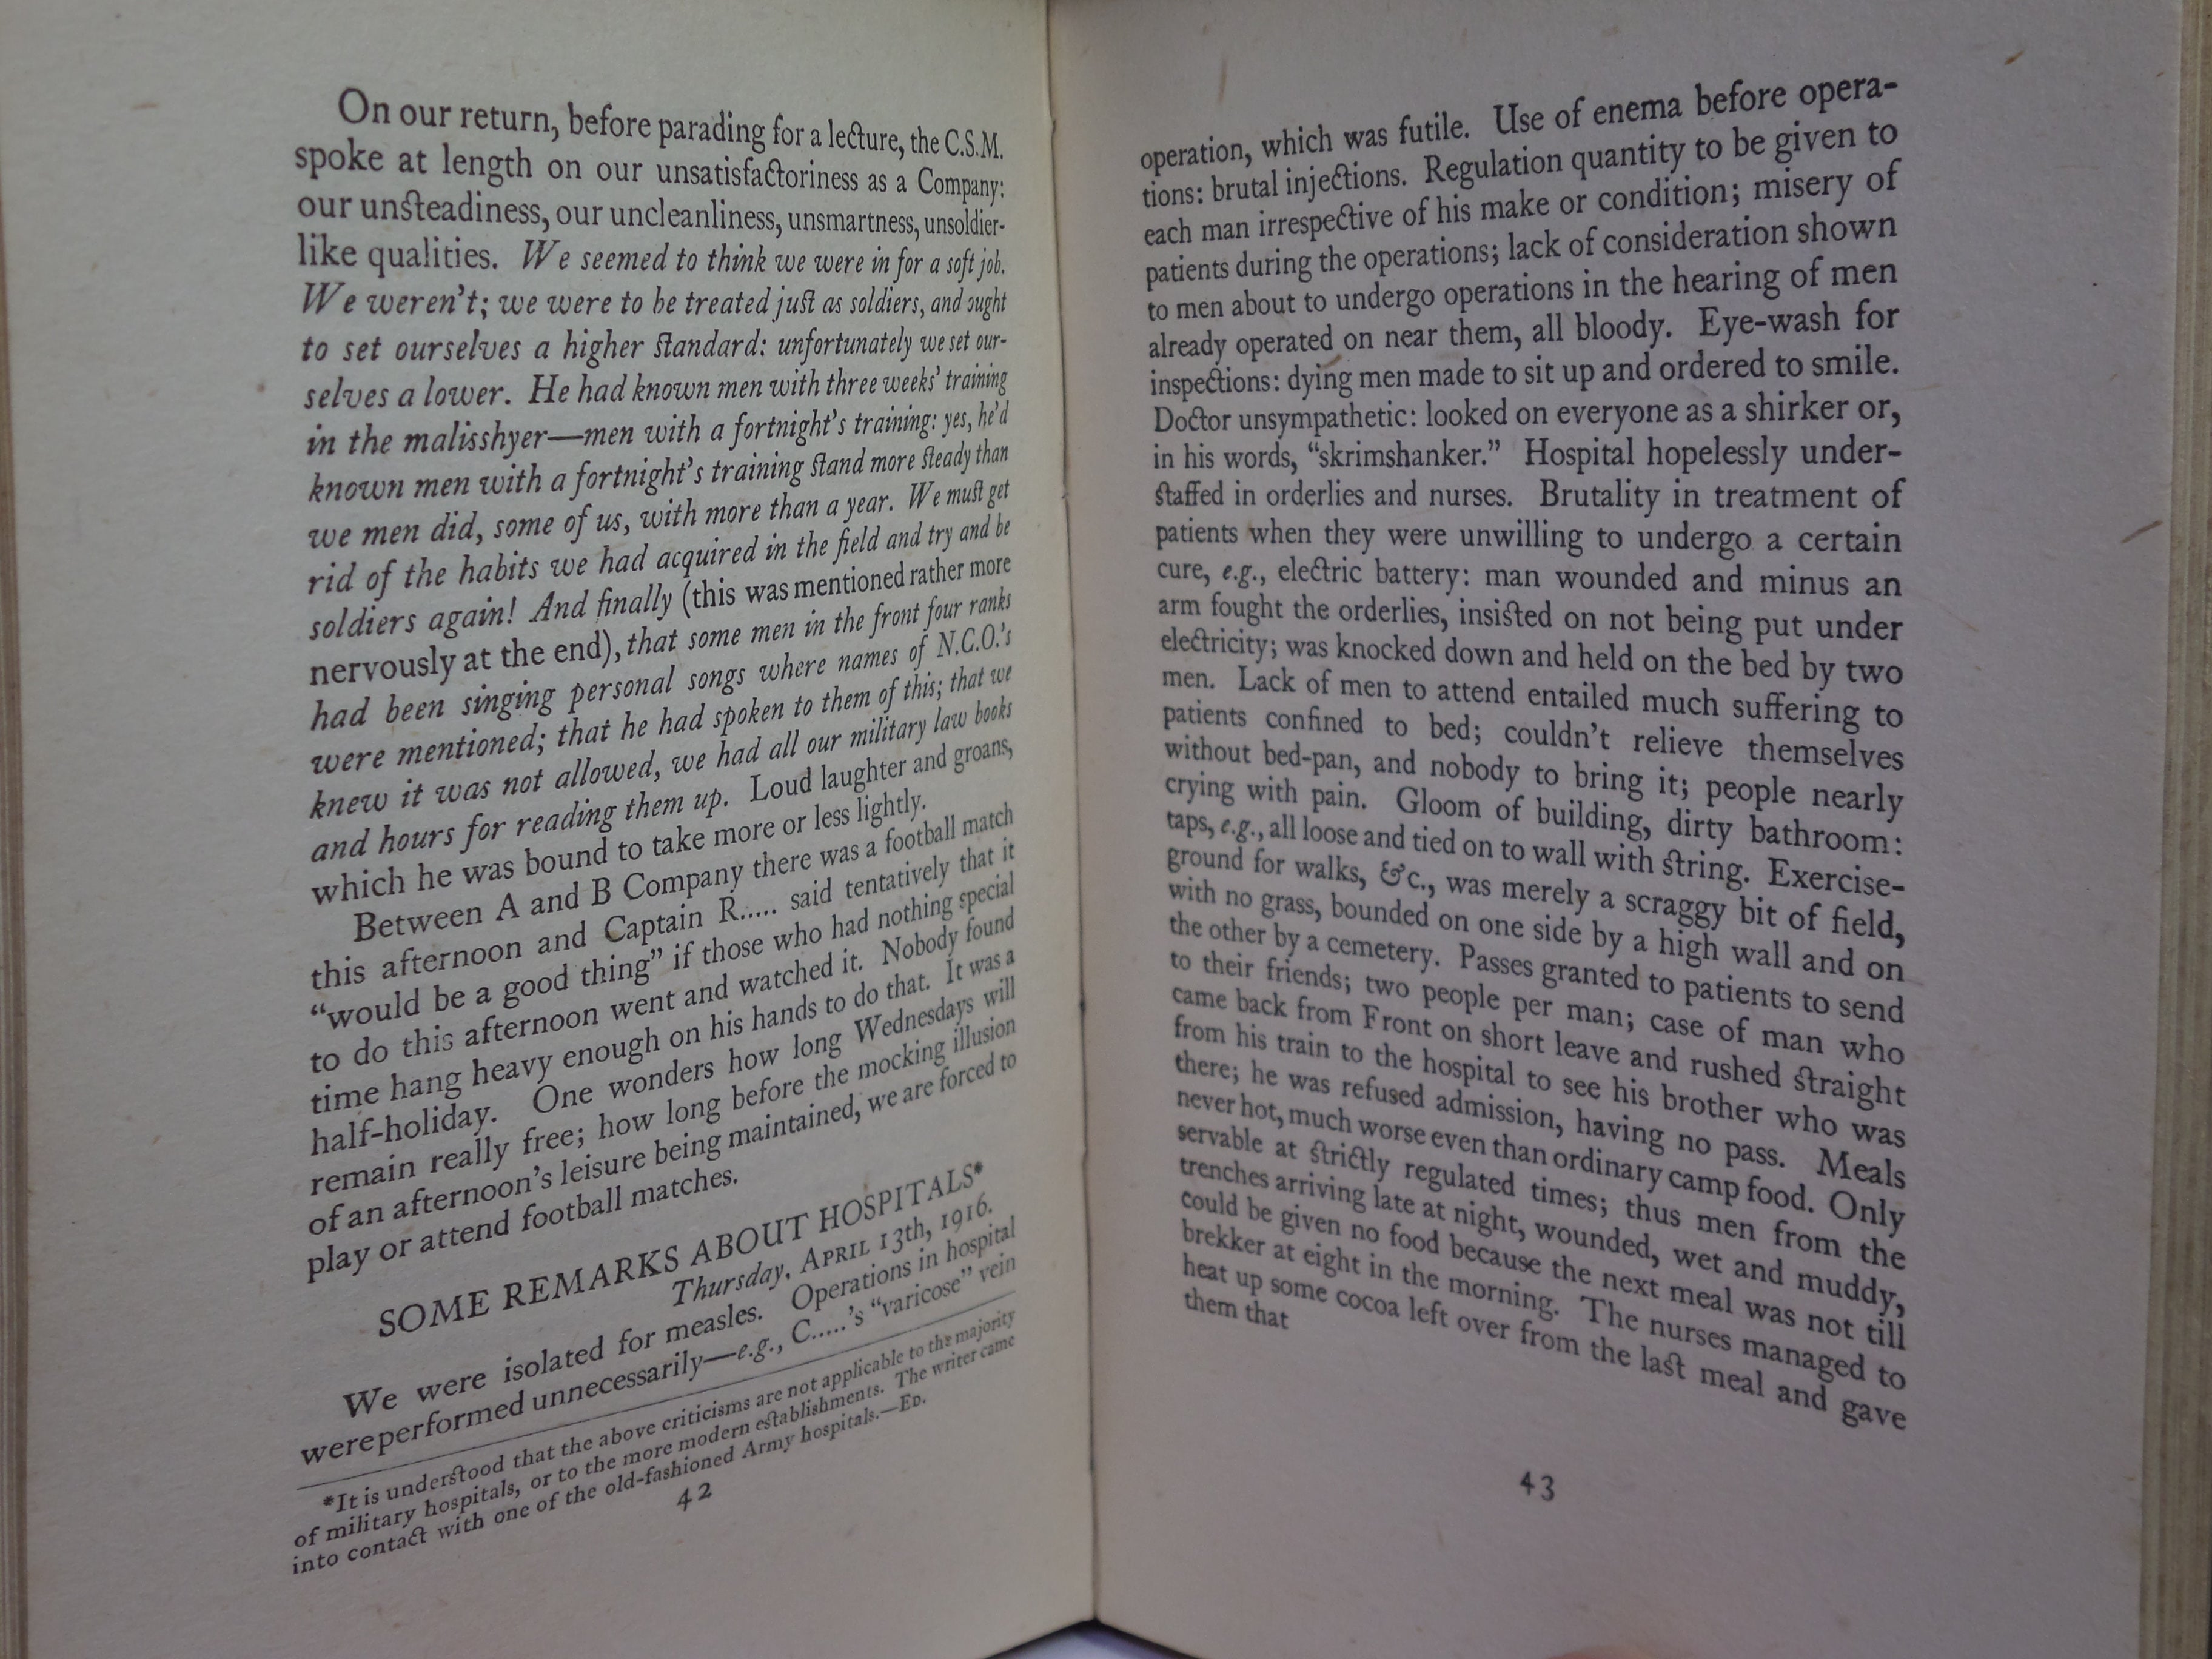 On our return, before parading for a lecture, the C.S.M.
spoke at length on our unsatisfactoriness as a Company:
our unsteadiness, our uncleanliness, unsmartness, unsoldier-
like qualities. We seemed to think we were in for a soft job.
We weren't; we were to be treated just as soldiers, and ought
to set ourselves a higher standard: unfortunately we set our-
selves a lower. He had known men with three weeks' training
in the malisshyer—men with a fortnight's training: yes, he'd
known men with a fortnight's training stand more steady than
we men did, some of us, with more than a year. We must get
rid of the habits we had acquired in the field and try and be
soldiers again! And finally (this was mentioned rather more
nervously at the end), that some men in the front four ranks
had been singing personal songs where names of N.C.O.'s
were mentioned; that he had spoken to them of this; that we
knew it was not allowed, we had all our military law books
and hours for reading them up. Loud laughter and groans,
which he was bound to take more or less lightly.
Between A and B Company there was a football match
this afternoon and Captain R..... said tentatively that it
“would be a good thing” if those who had nothing special
to do this afternoon went and watched it. Nobody found
time hang heavy enough on his hands to do that. It was a
half-holiday. One wonders how long Wednesdays will
remain really free; how long before the mocking illusion
of an afternoon's leisure being maintained, we are forced to
play or attend football matches.
SOME REMARKS ABOUT HOSPITALS*
Thursday, APRIL 13th, 1916.
We were isolated for measles. Operations in hospital
were performed unnecessarily—e.g., C.....'s “varicose” vein
*It is understood that the above criticisms are not applicable to the majority
of military hospitals, or to the more modern establishments. The writer came
into contact with one of the old-fashioned Army hospitals.—ED.
42
operation, which was futile. Use of enema before opera-
tions: brutal injections. Regulation quantity to be given to
each man irrespective of his make or condition; misery of
patients during the operations; lack of consideration shown
to men about to undergo operations in the hearing of men
already operated on near them, all bloody. Eye-wash for
inspections: dying men made to sit up and ordered to smile.
Doctor unsympathetic: looked on everyone as a shirker or,
in his words, “skrimshanker.” Hospital hopelessly under-
staffed in orderlies and nurses. Brutality in treatment of
patients when they were unwilling to undergo a certain
cure, e.g., electric battery: man wounded and minus an
arm fought the orderlies, insisted on not being put under
electricity; was knocked down and held on the bed by two
men. Lack of men to attend entailed much suffering to
patients confined to bed; couldn't relieve themselves
without bed-pan, and nobody to bring it; people nearly
crying with pain. Gloom of building, dirty bathroom:
taps, e.g., all loose and tied on to wall with string. Exercise-
ground for walks, &c., was merely a scraggy bit of field,
with no grass, bounded on one side by a high wall and on
the other by a cemetery. Passes granted to patients to send
to their friends; two people per man; case of man who
came back from Front on short leave and rushed straight
from his train to the hospital to see his brother who was
there; he was refused admission, having no pass. Meals
never hot, much worse even than ordinary camp food. Only
servable at strictly regulated times; thus men from the
trenches arriving late at night, wounded, wet and muddy,
could be given no food because the next meal was not till
brekker at eight in the morning. The nurses managed to
heat up some cocoa left over from the last meal and gave
them that
43